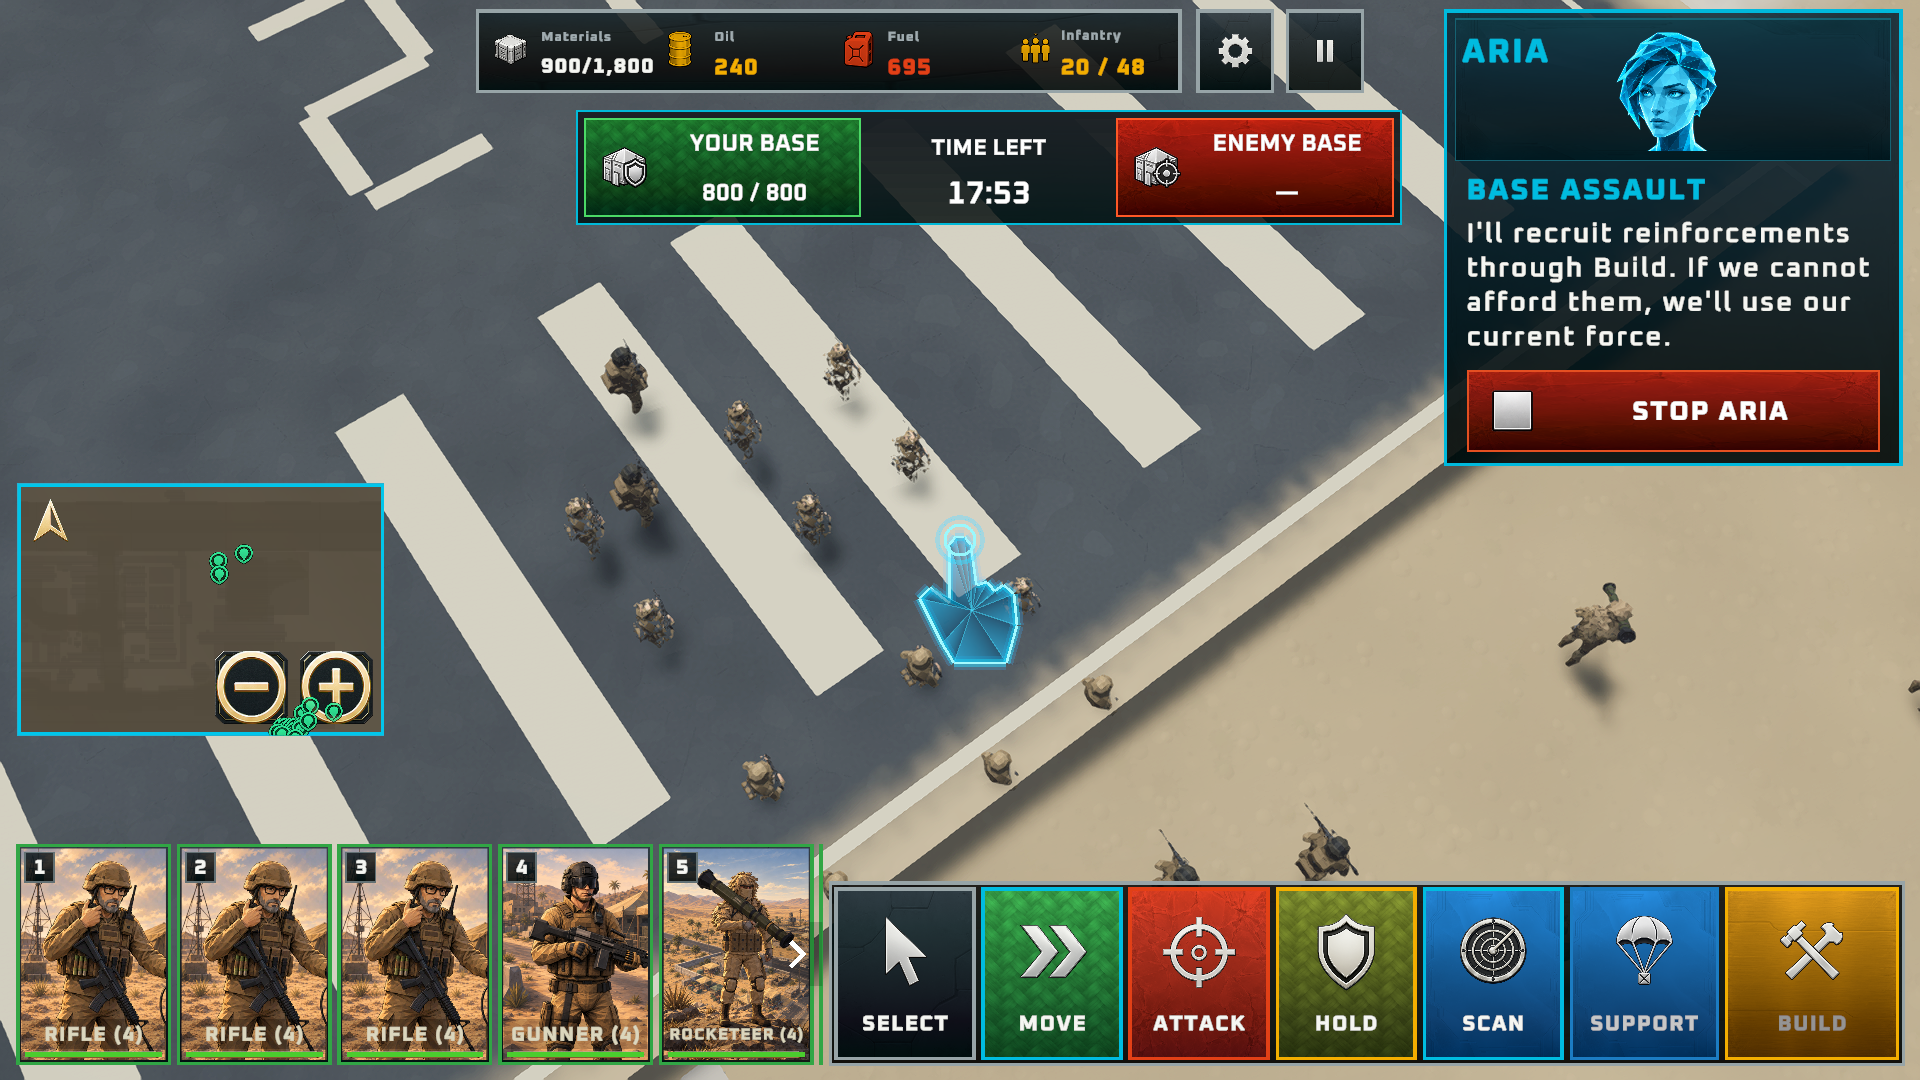 Materials
900/1,800
Oil
240
Fuel
695
Infantry
20 / 48
YOUR BASE
800 / 800
TIME LEFT
17:53
ENEMY BASE
—
ARIA
BASE ASSAULT
I'll recruit reinforcements
through Build. If we cannot
afford them, we'll use our
current force.
STOP ARIA
1
RIFLE (4)
2
RIFLE (4)
3
RIFLE (4)
4
GUNNER (4)
5
ROCKETEER (4)
SELECT
MOVE
ATTACK
HOLD
SCAN
SUPPORT
BUILD